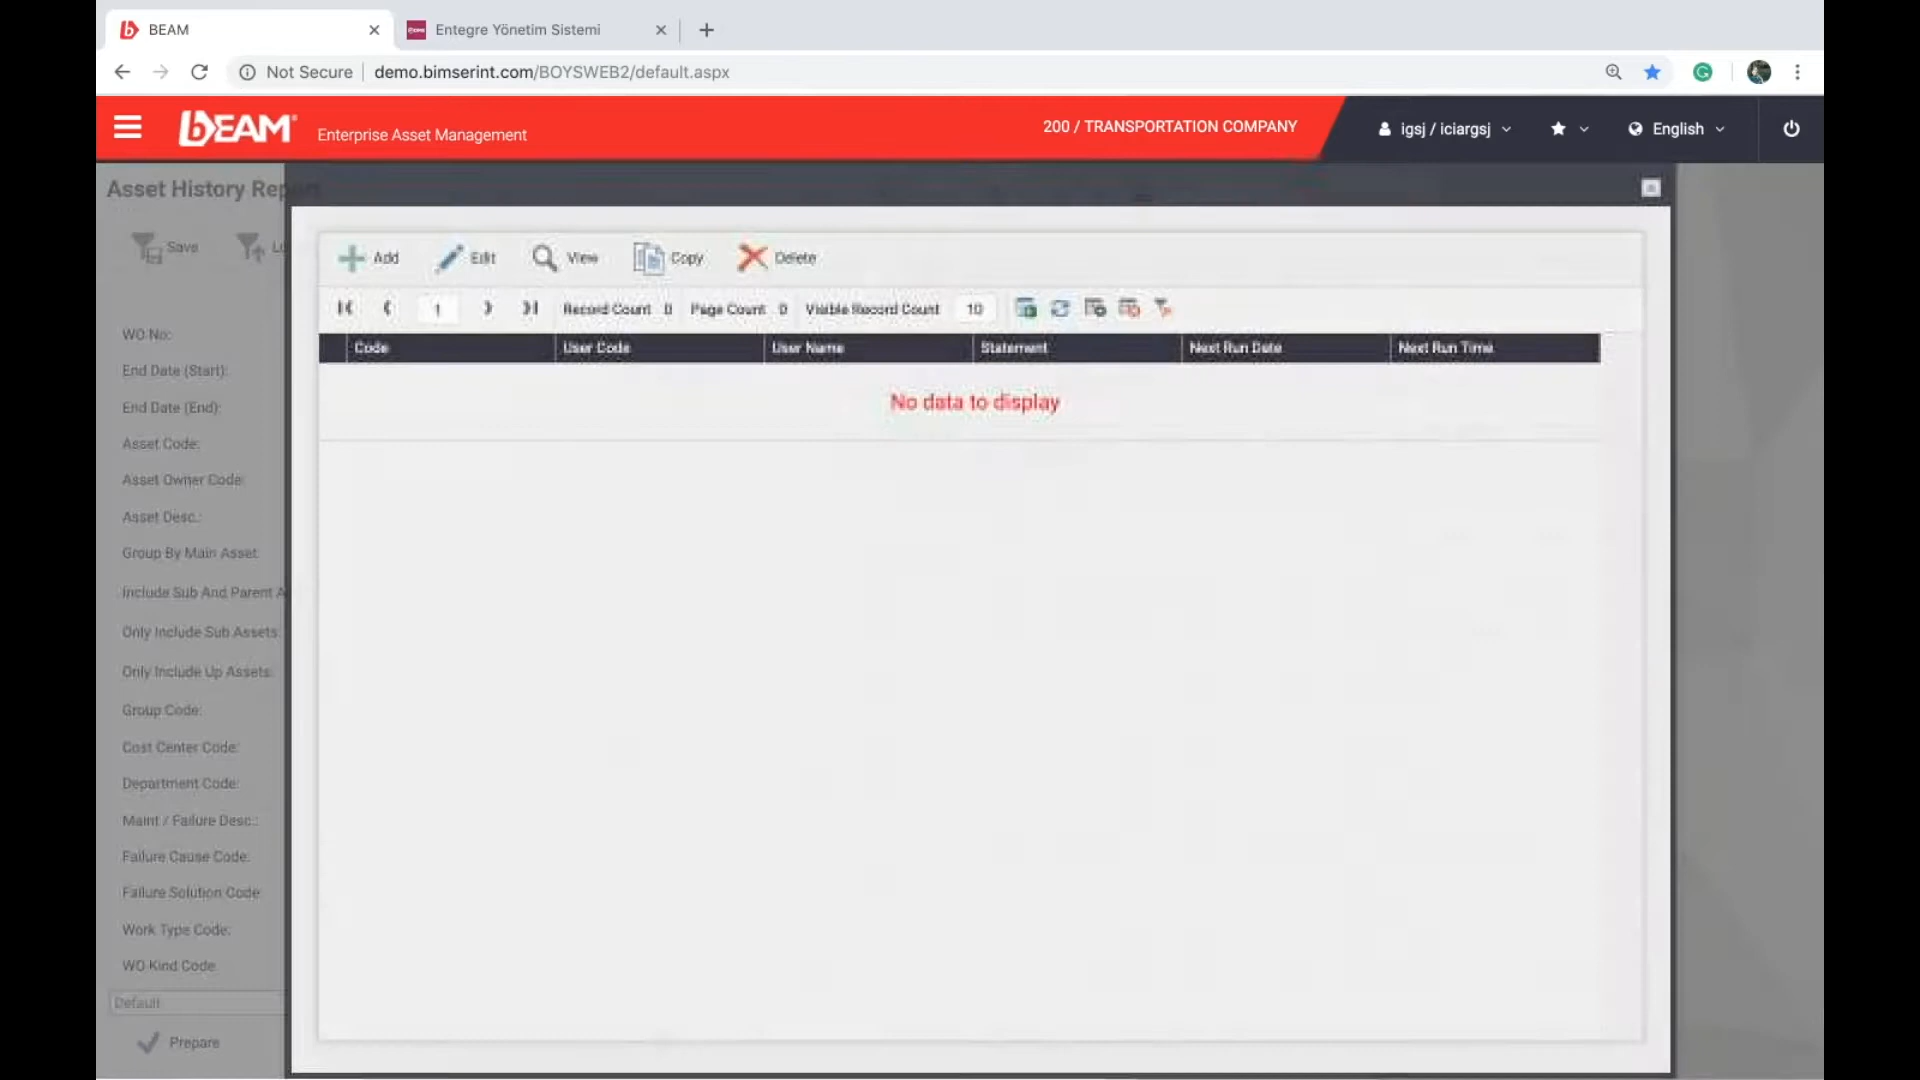 BEAM
Entegre Yönetim Sistemi
Not Secure
demo.bimserint.com/BOYSWEB2/default.aspx
bEAM
Enterprise Asset Management
200 / TRANSPORTATION COMPANY
igsj / iciargsj
English
Asset History Report
Save
Add
Edit
View
Copy
Delete
1
Record Count 0
Page Count 0
Visible Record Count 10
Code
User Code
User Name
Statement
Next Run Date
Next Run Time
No data to display
WO No:
End Date (Start):
End Date (End):
Asset Code:
Asset Owner Code:
Asset Desc.:
Group By Main Asset
Include Sub And Parent A
Only Include Sub Assets:
Only Include Up Assets:
Group Code:
Cost Center Code:
Department Code:
Maint / Failure Desc.:
Failure Cause Code:
Failure Solution Code:
Work Type Code:
WO Kind Code
Default
Prepare